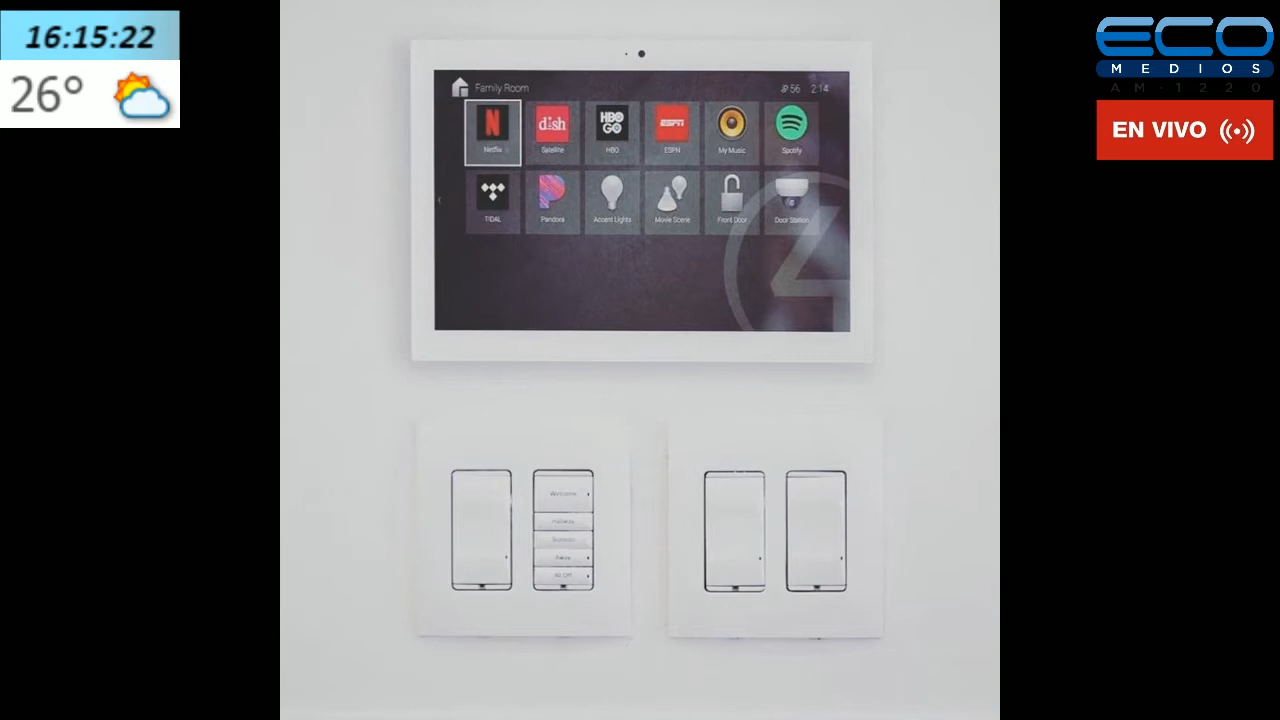 16:15:22
26°
ECO
MEDIOS
AM·1220
EN VIVO
Family Room
56 2:14
Netflix
dish
Satellite
HBO GO
HBO
ESPN
ESPN
My Music
Spotify
TIDAL
Pandora
Accent Lights
Movie Scene
Front Door
Door Station
Welcome
All Off